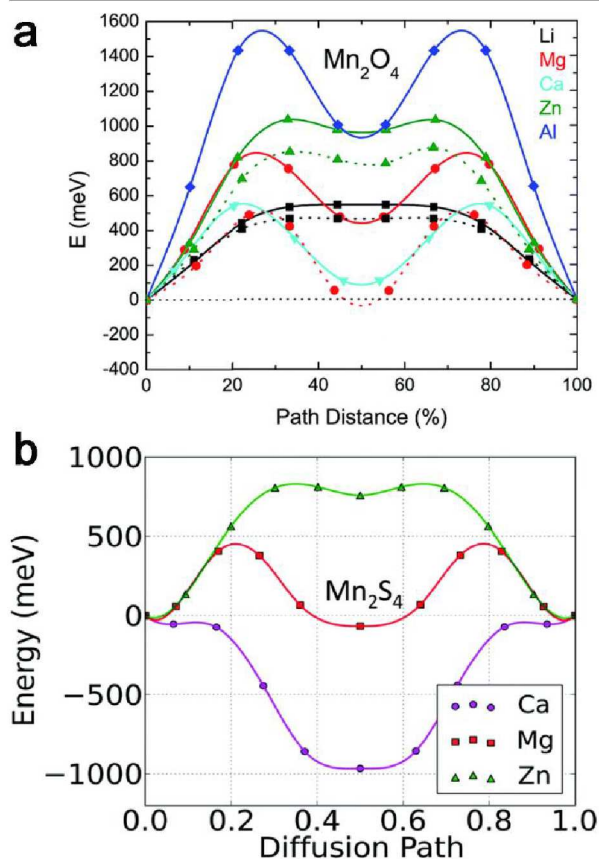 a
Mn2O4
Li
Mg
Ca
Zn
Al
1600
1400
1200
1000
800
600
400
200
0
-200
-400
E (meV)
0 20 40 60 80 100
Path Distance (%)
b
Mn2S4
1000
500
0
−500
−1000
Energy (meV)
Ca
Mg
Zn
0.0 0.2 0.4 0.6 0.8 1.0
Diffusion Path